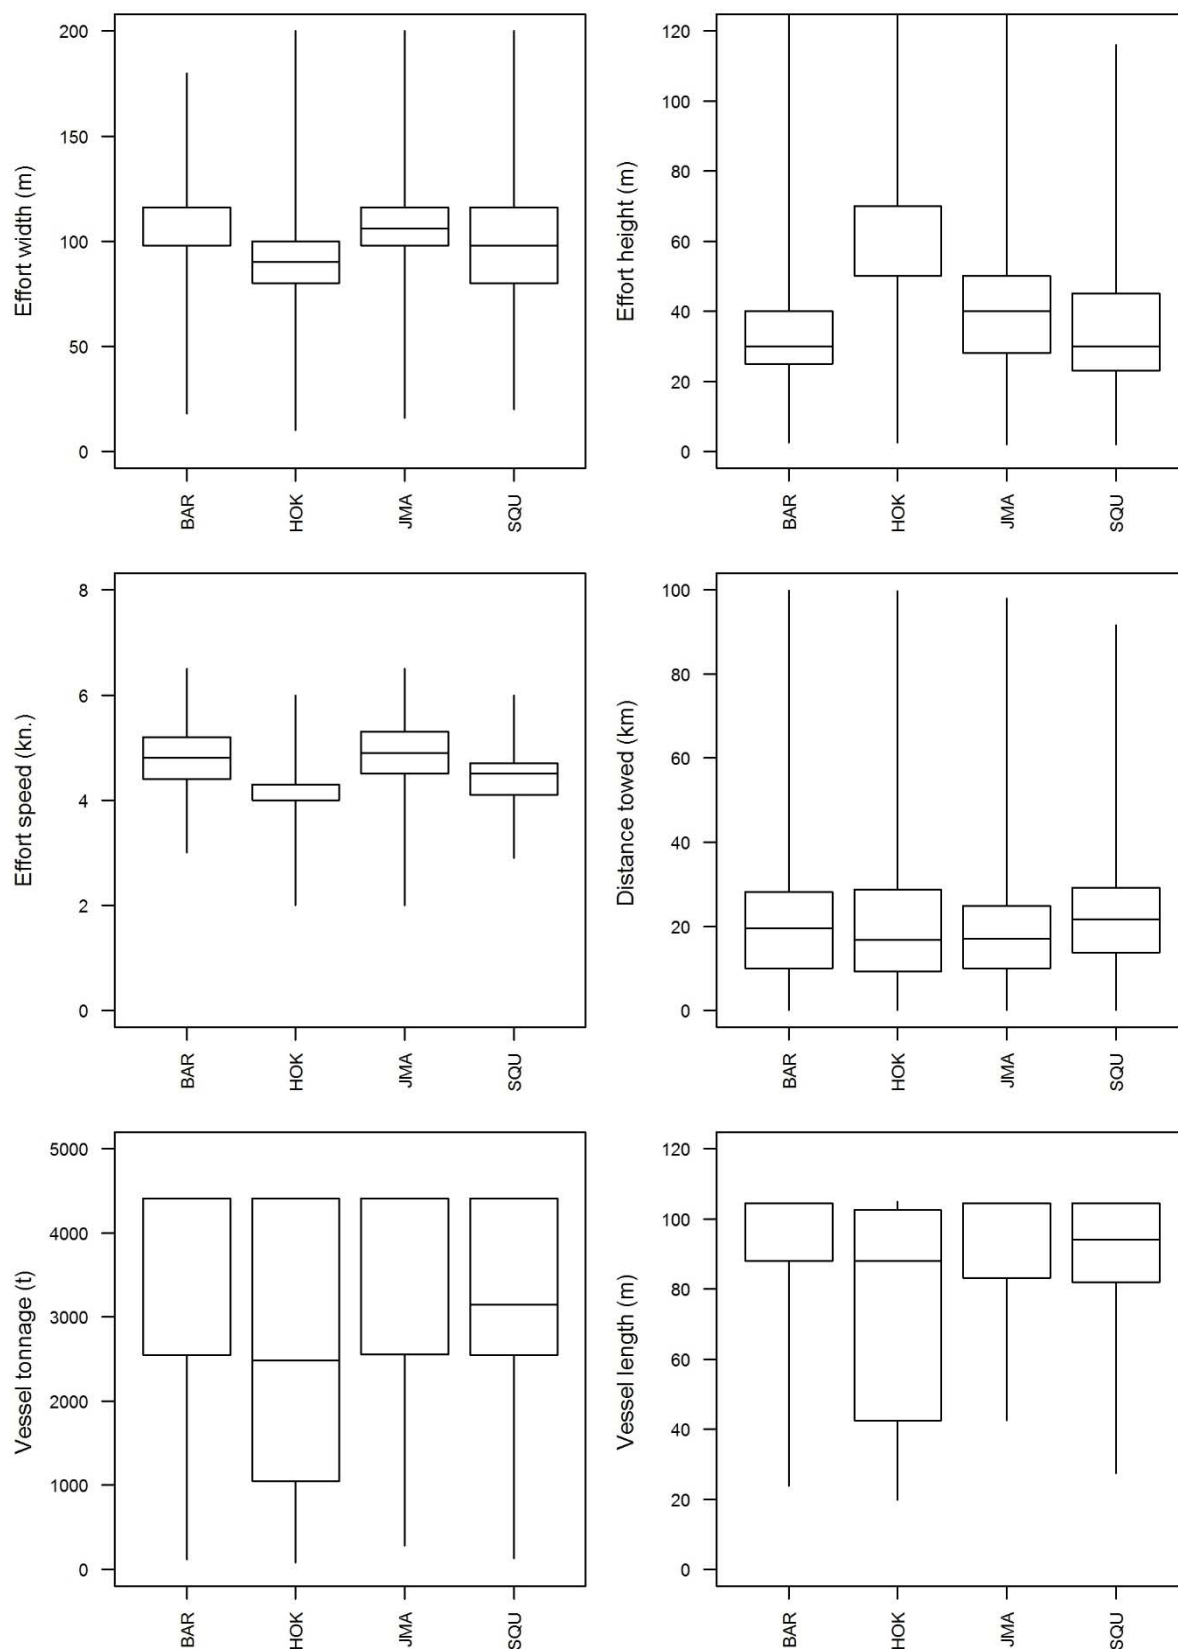 Effort width (m)
200
150
100
50
0
BAR
HOK
JMA
SQU
Effort height (m)
120
100
80
60
40
20
0
BAR
HOK
JMA
SQU
Effort speed (kn.)
8
6
4
2
0
BAR
HOK
JMA
SQU
Distance towed (km)
100
80
60
40
20
0
BAR
HOK
JMA
SQU
Vessel tonnage (t)
5000
4000
3000
2000
1000
0
BAR
HOK
JMA
SQU
Vessel length (m)
120
100
80
60
40
20
0
BAR
HOK
JMA
SQU